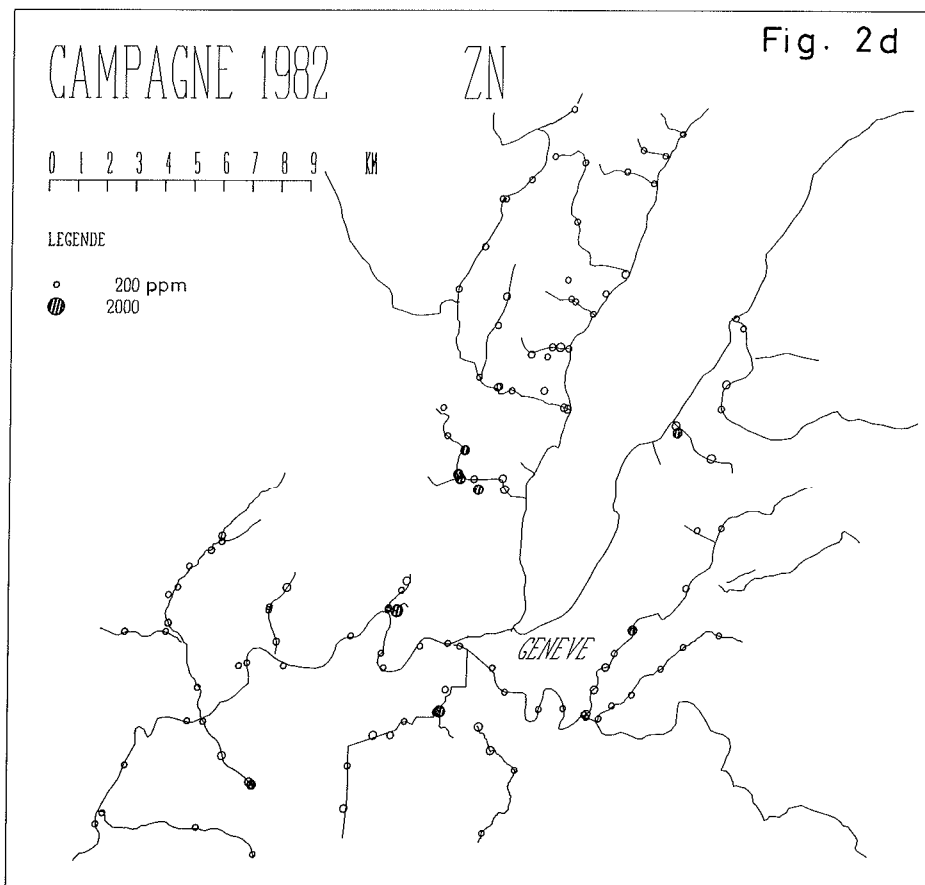 Fig. 2d
CAMPAGNE 1982 ZN
0 1 2 3 4 5 6 7 8 9 KM
LEGENDE
200 ppm
2000
GENEVE